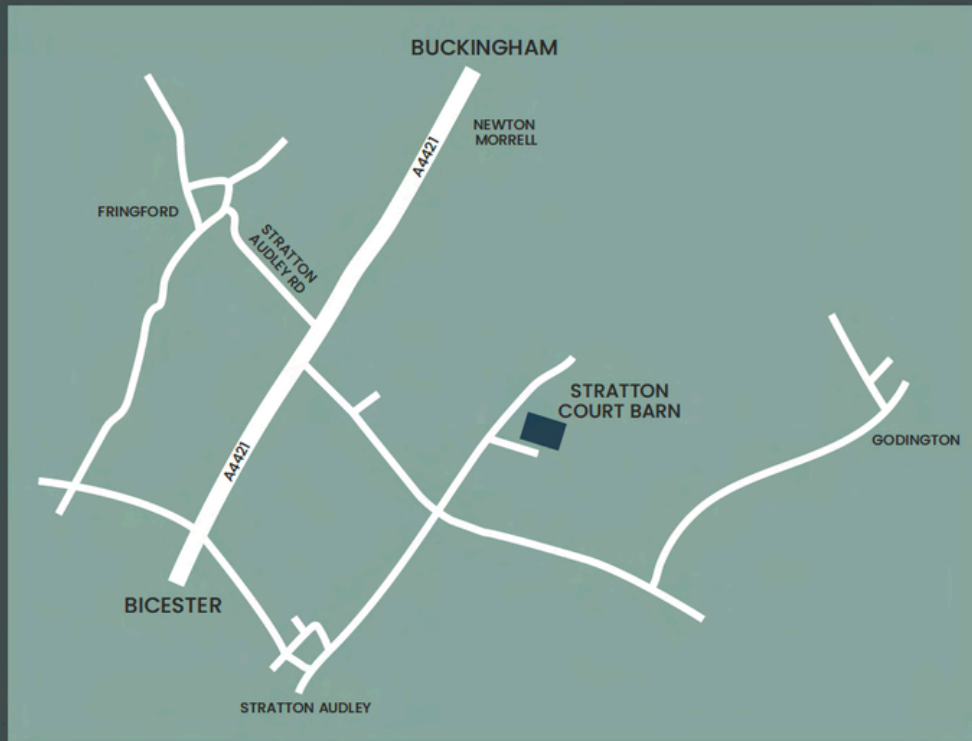 BUCKINGHAM
NEWTON
MORRELL
A4421
FRINGFORD
STRATTON
AUDLEY RD
STRATTON
COURT BARN
GODINGTON
A4421
BICESTER
STRATTON AUDLEY